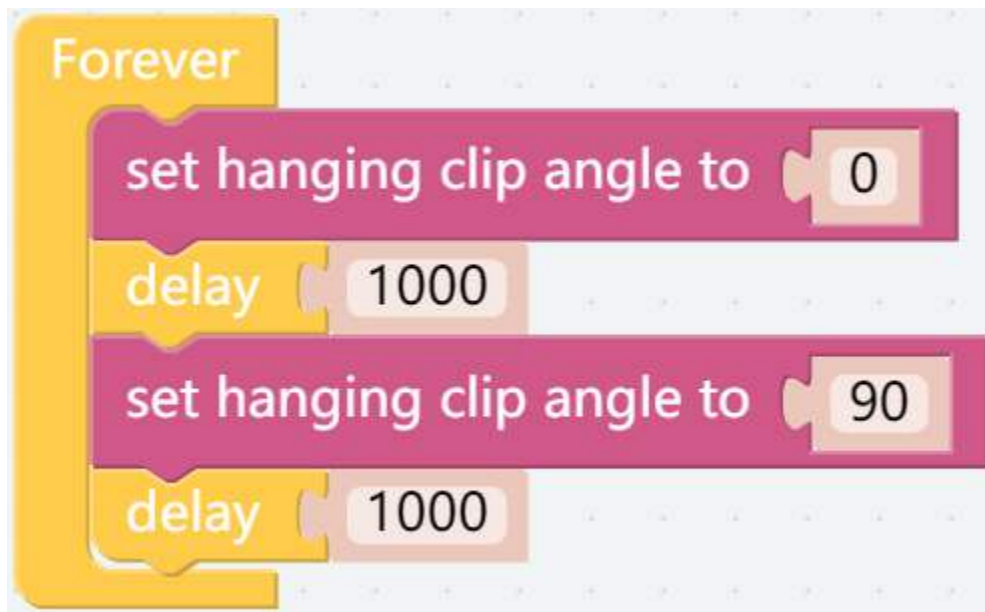 Forever
set hanging clip angle to 0
delay 1000
set hanging clip angle to 90
delay 1000